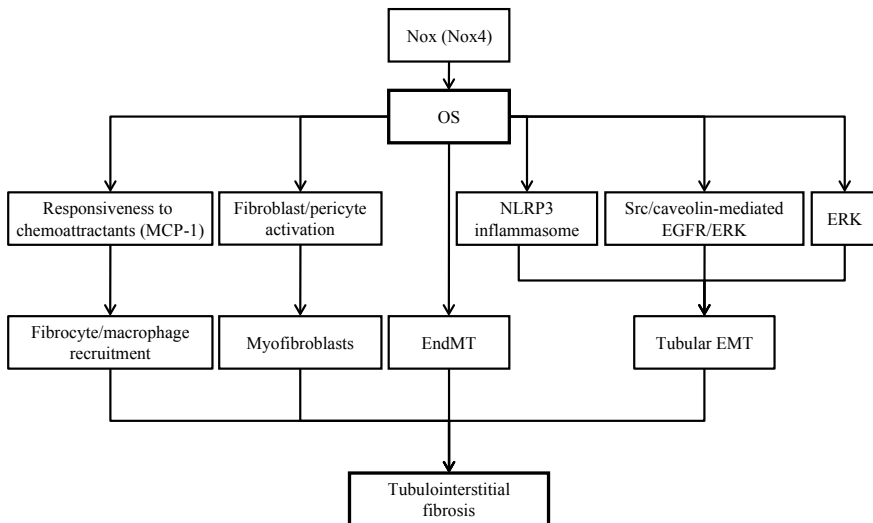 Nox (Nox4)
OS
Responsiveness to
chemoattractants (MCP-1)
Fibroblast/pericyte
activation
NLRP3
inflammasome
Src/caveolin-mediated
EGFR/ERK
ERK
Fibrocyte/macrophage
recruitment
Myofibroblasts
EndMT
Tubular EMT
Tubulointerstitial
fibrosis